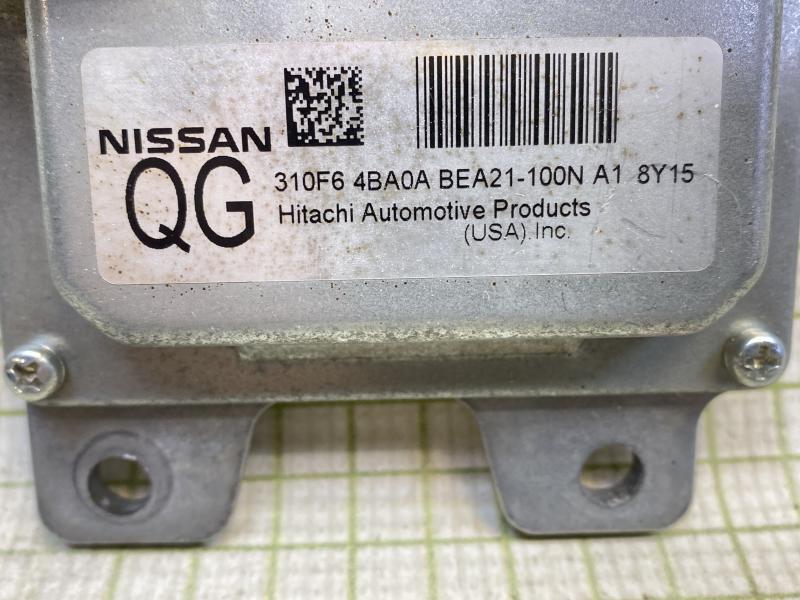 NISSAN
QG
310F6 4BA0A BEA21-100N A1 8Y15
Hitachi Automotive Products
(USA).Inc.